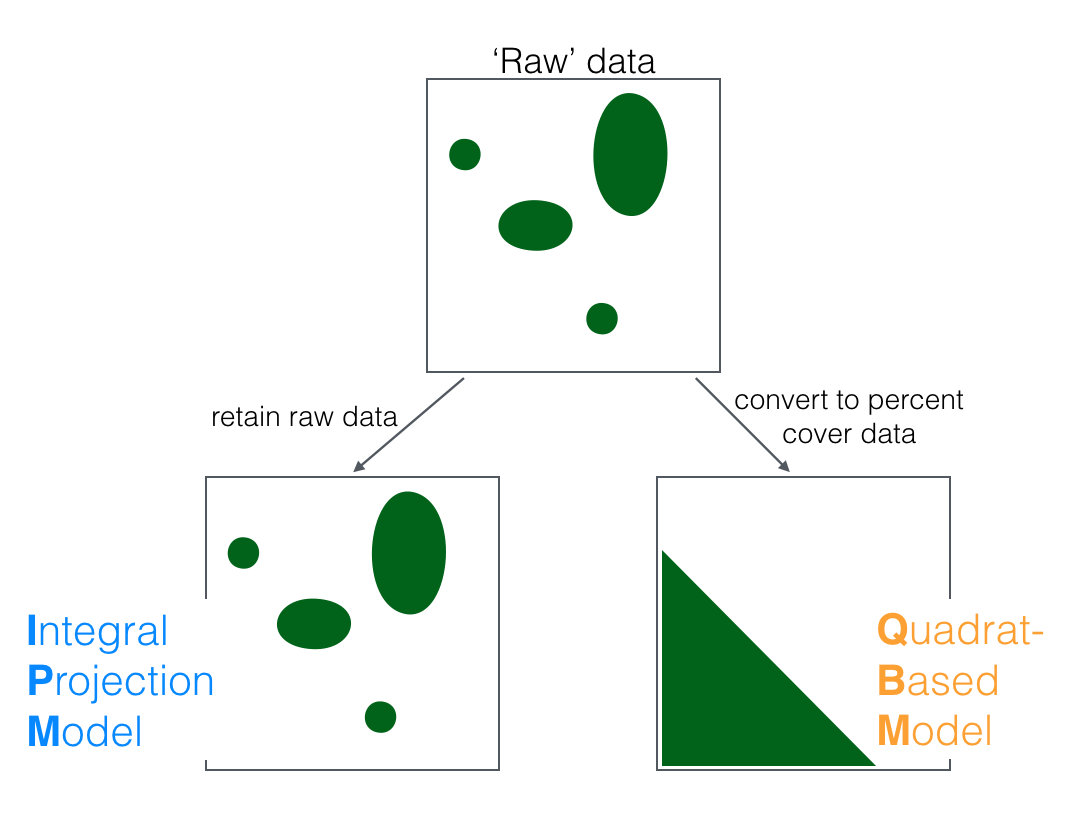 ‘Raw’ data
retain raw data
convert to percent
cover data
Integral
Projection
Model
Quadrat-
Based
Model